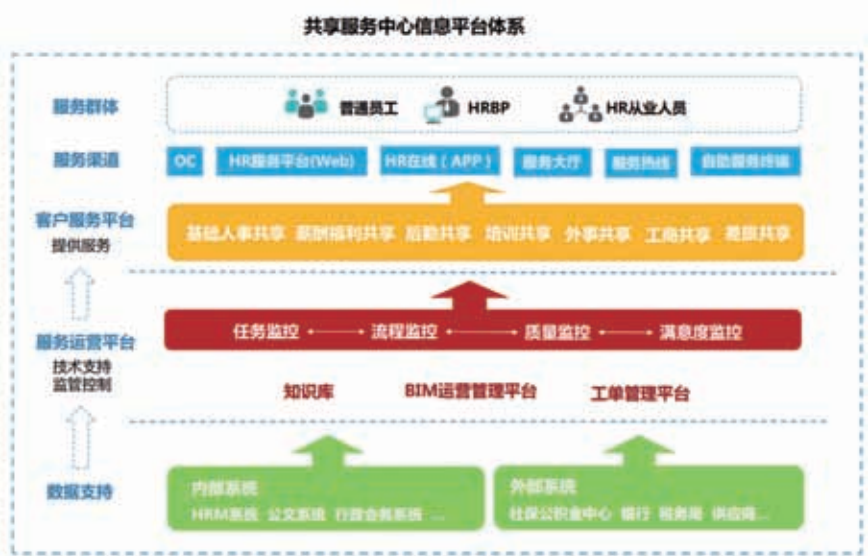 共享服务中心信息平台体系
服务群体
普通员工
HRBP
HR从业人员
服务渠道
OC
HR服务平台(Web)
HR在线(APP)
服务大厅
服务热线
自助服务终端
客户服务平台
提供服务
基础人事共享 薪酬福利共享 后勤共享 培训共享 外事共享 工商共享 差旅共享
服务运营平台
技术支持
监管控制
任务监控 流程监控 质量监控 满意度监控
知识库 BIM运营管理平台 工单管理平台
数据支持
内部系统
HRM系统 公文系统 行政会务系统 ...
外部系统
社保公积金中心 银行 税务局 供应商...